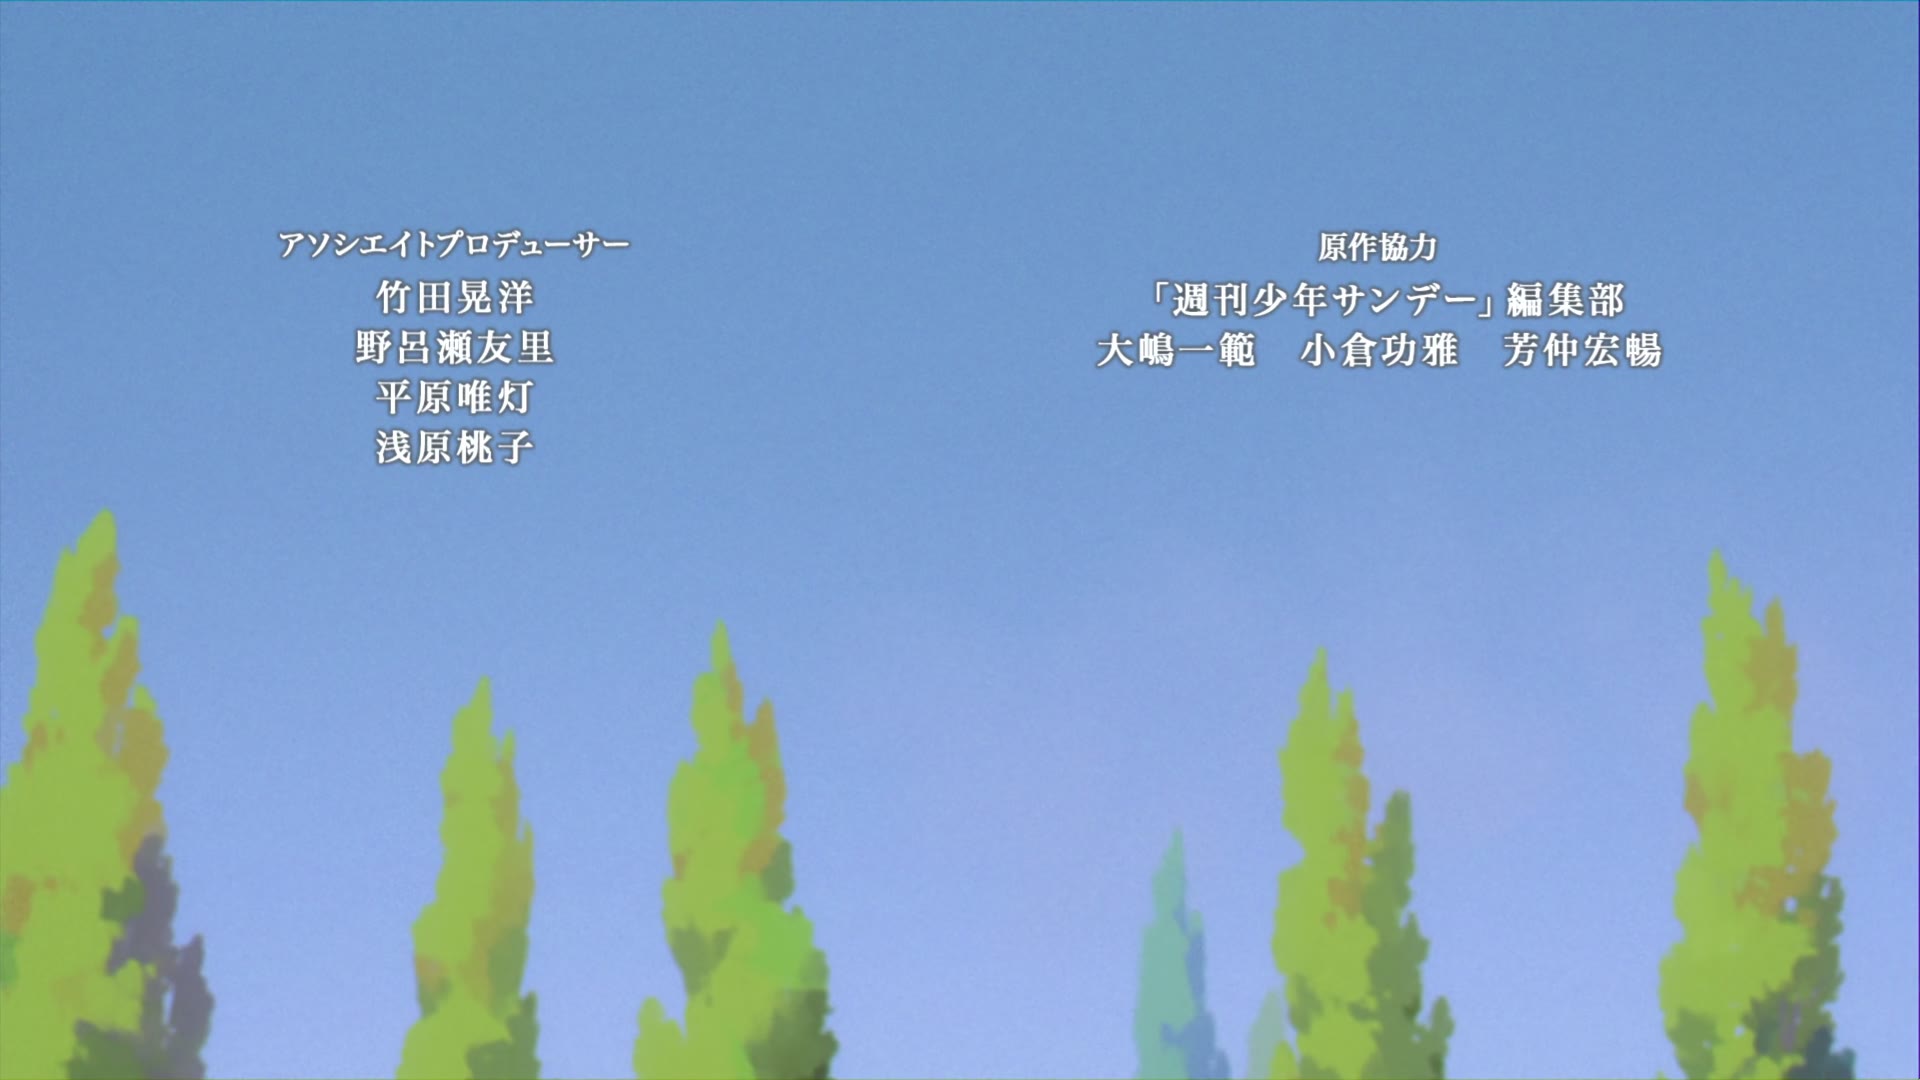 アソシエイトプロデューサー
竹田晃洋
野呂瀬友里
平原唯灯
浅原桃子
原作協力
「週刊少年サンデー」編集部
大嶋一範　小倉功雅　芳仲宏暢